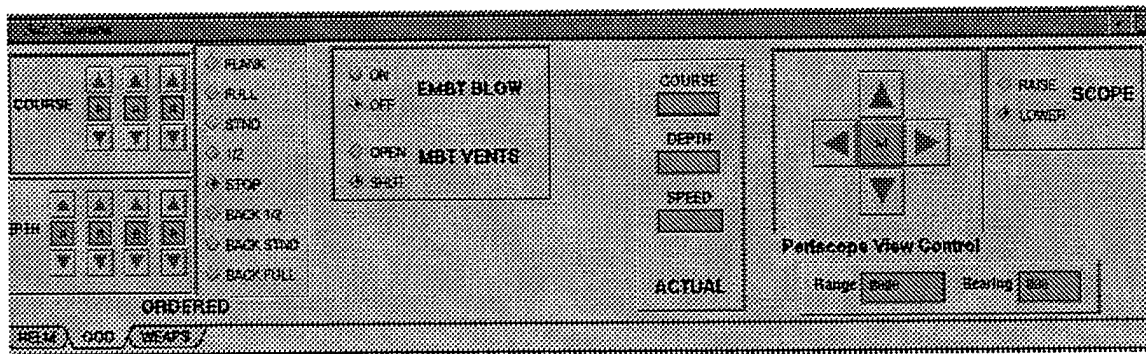 COURSE
FLANK
FULL
STND
1/2
STOP
BACK 1/2
BACK STND
BACK FULL
ORDERED
ON
OFF
EMBT BLOW
OPEN
SHUT
MBT VENTS
COURSE
DEPTH
SPEED
ACTUAL
RAISE
LOWER
SCOPE
Periscope View Control
Range
Bearing
HELM
OOD
WEAPS